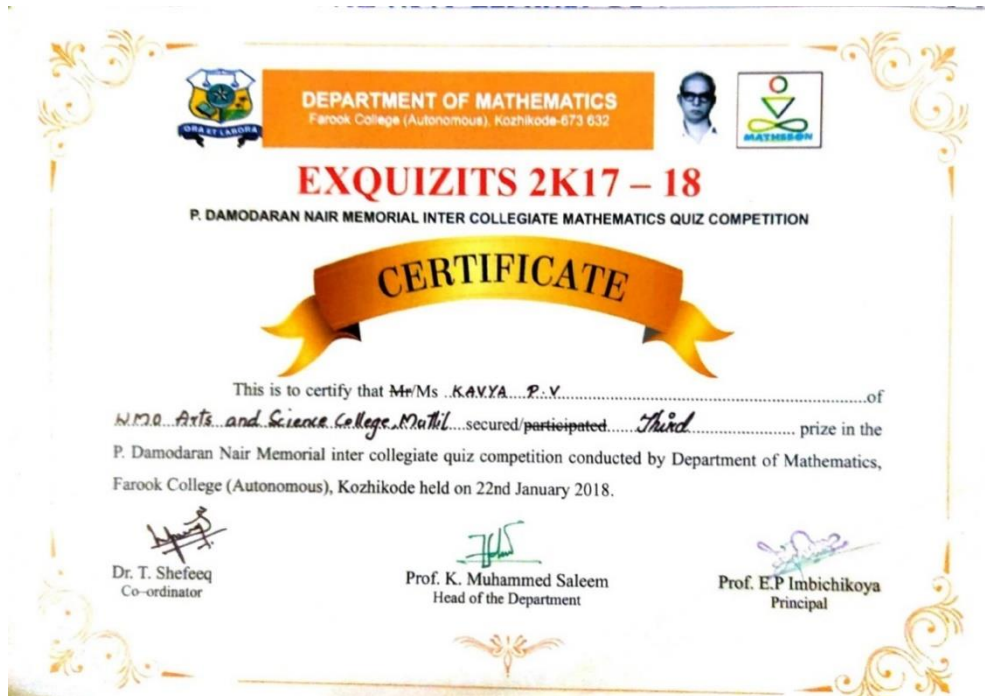 ORA ET LABORA
DEPARTMENT OF MATHEMATICS
Farook College (Autonomous), Kozhikode-673 632
MATHSSON
EXQUIZITS 2K17 – 18
P. DAMODARAN NAIR MEMORIAL INTER COLLEGIATE MATHEMATICS QUIZ COMPETITION
CERTIFICATE
This is to certify that Mr/Ms ..KAVYA....P.V...............................................................of
WMO Arts and Science College, Muttil....secured/participated......Third...................... prize in the
P. Damodaran Nair Memorial inter collegiate quiz competition conducted by Department of Mathematics,
Farook College (Autonomous), Kozhikode held on 22nd January 2018.
Dr. T. Shefeeq
Co-ordinator
Prof. K. Muhammed Saleem
Head of the Department
Prof. E.P Imbichikoya
Principal